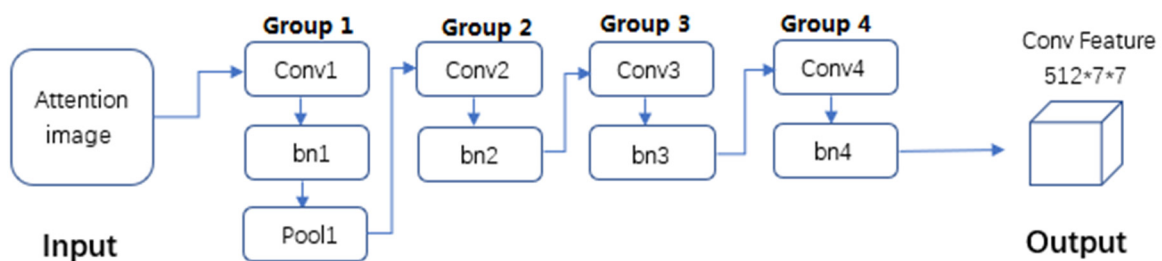 Group 1
Group 2
Group 3
Group 4
Attention
image
Conv1
bn1
Pool1
Conv2
bn2
Conv3
bn3
Conv4
bn4
Conv Feature
512*7*7
Input
Output